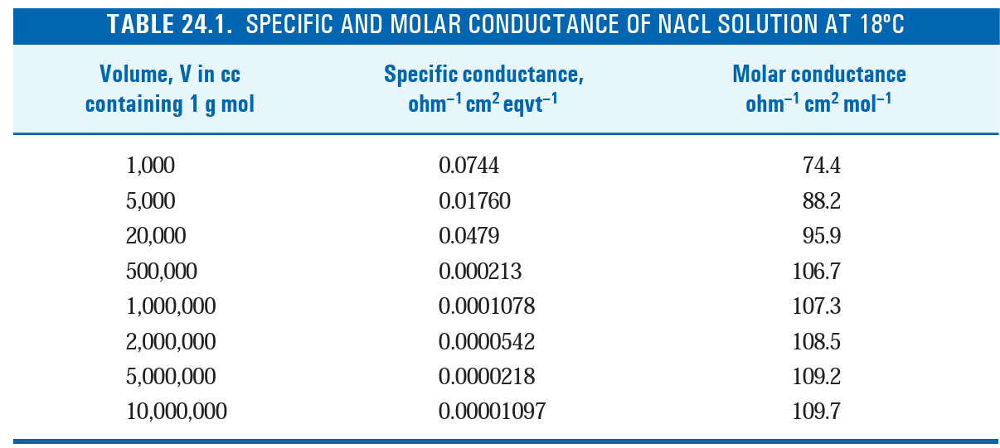 TABLE 24.1. SPECIFIC AND MOLAR CONDUCTANCE OF NACL SOLUTION AT 18ºC
Volume, V in cc Specific conductance, Molar conductance
containing 1 g mol ohm⁻¹ cm² eqvt⁻¹ ohm⁻¹ cm² mol⁻¹
1,000 0.0744 74.4
5,000 0.01760 88.2
20,000 0.0479 95.9
500,000 0.000213 106.7
1,000,000 0.0001078 107.3
2,000,000 0.0000542 108.5
5,000,000 0.0000218 109.2
10,000,000 0.00001097 109.7